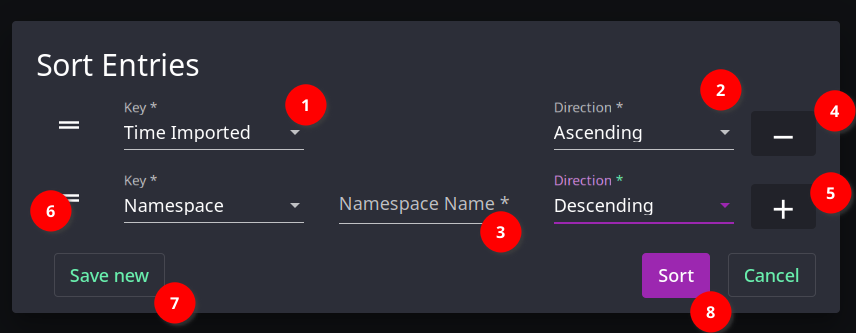 Sort Entries
Key *
1
Direction *
2
4
Time Imported
Ascending
−
6
Key *
Direction *
5
Namespace
Namespace Name *
3
Descending
+
Save new
7
Sort
8
Cancel